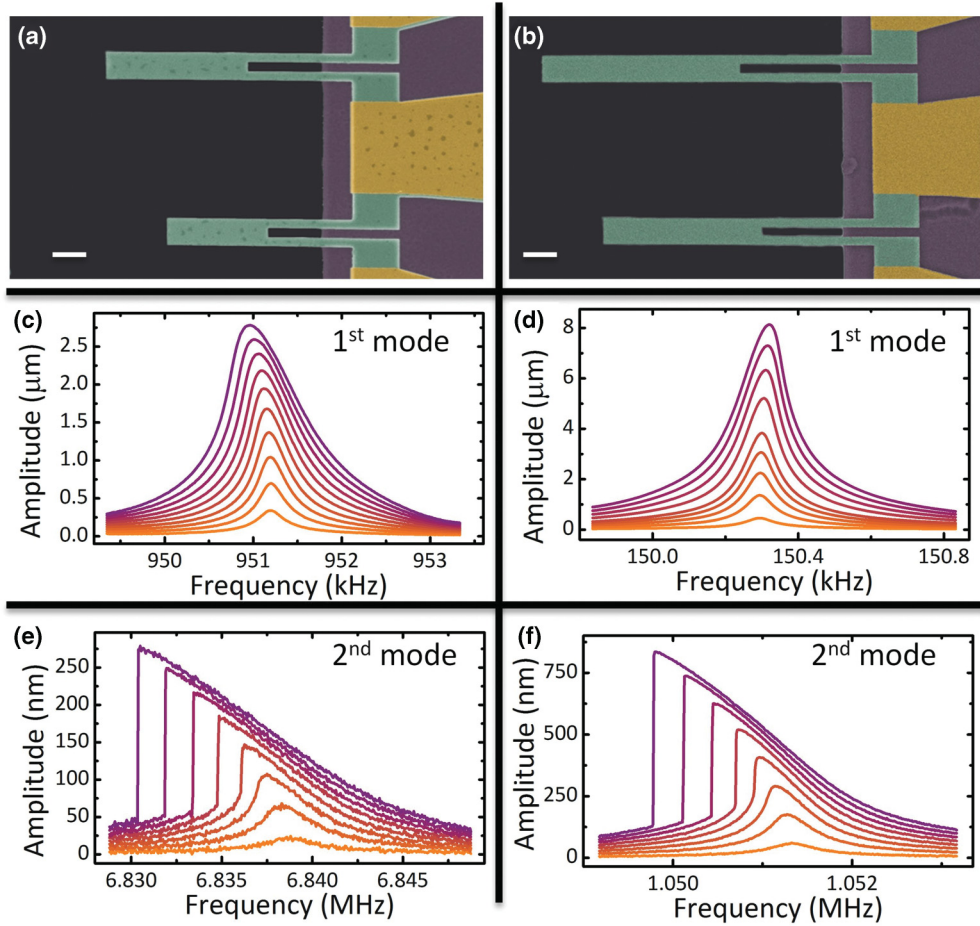 (a)
(b)
(c)
1st mode
Amplitude (μm)
2.5
2.0
1.5
1.0
0.5
0.0
950
951
952
953
Frequency (kHz)
(d)
1st mode
Amplitude (μm)
8
6
4
2
0
150.0
150.4
150.8
Frequency (kHz)
(e)
2nd mode
Amplitude (nm)
250
200
150
100
50
0
6.830
6.835
6.840
6.845
Frequency (MHz)
(f)
2nd mode
Amplitude (nm)
750
500
250
0
1.050
1.052
Frequency (MHz)